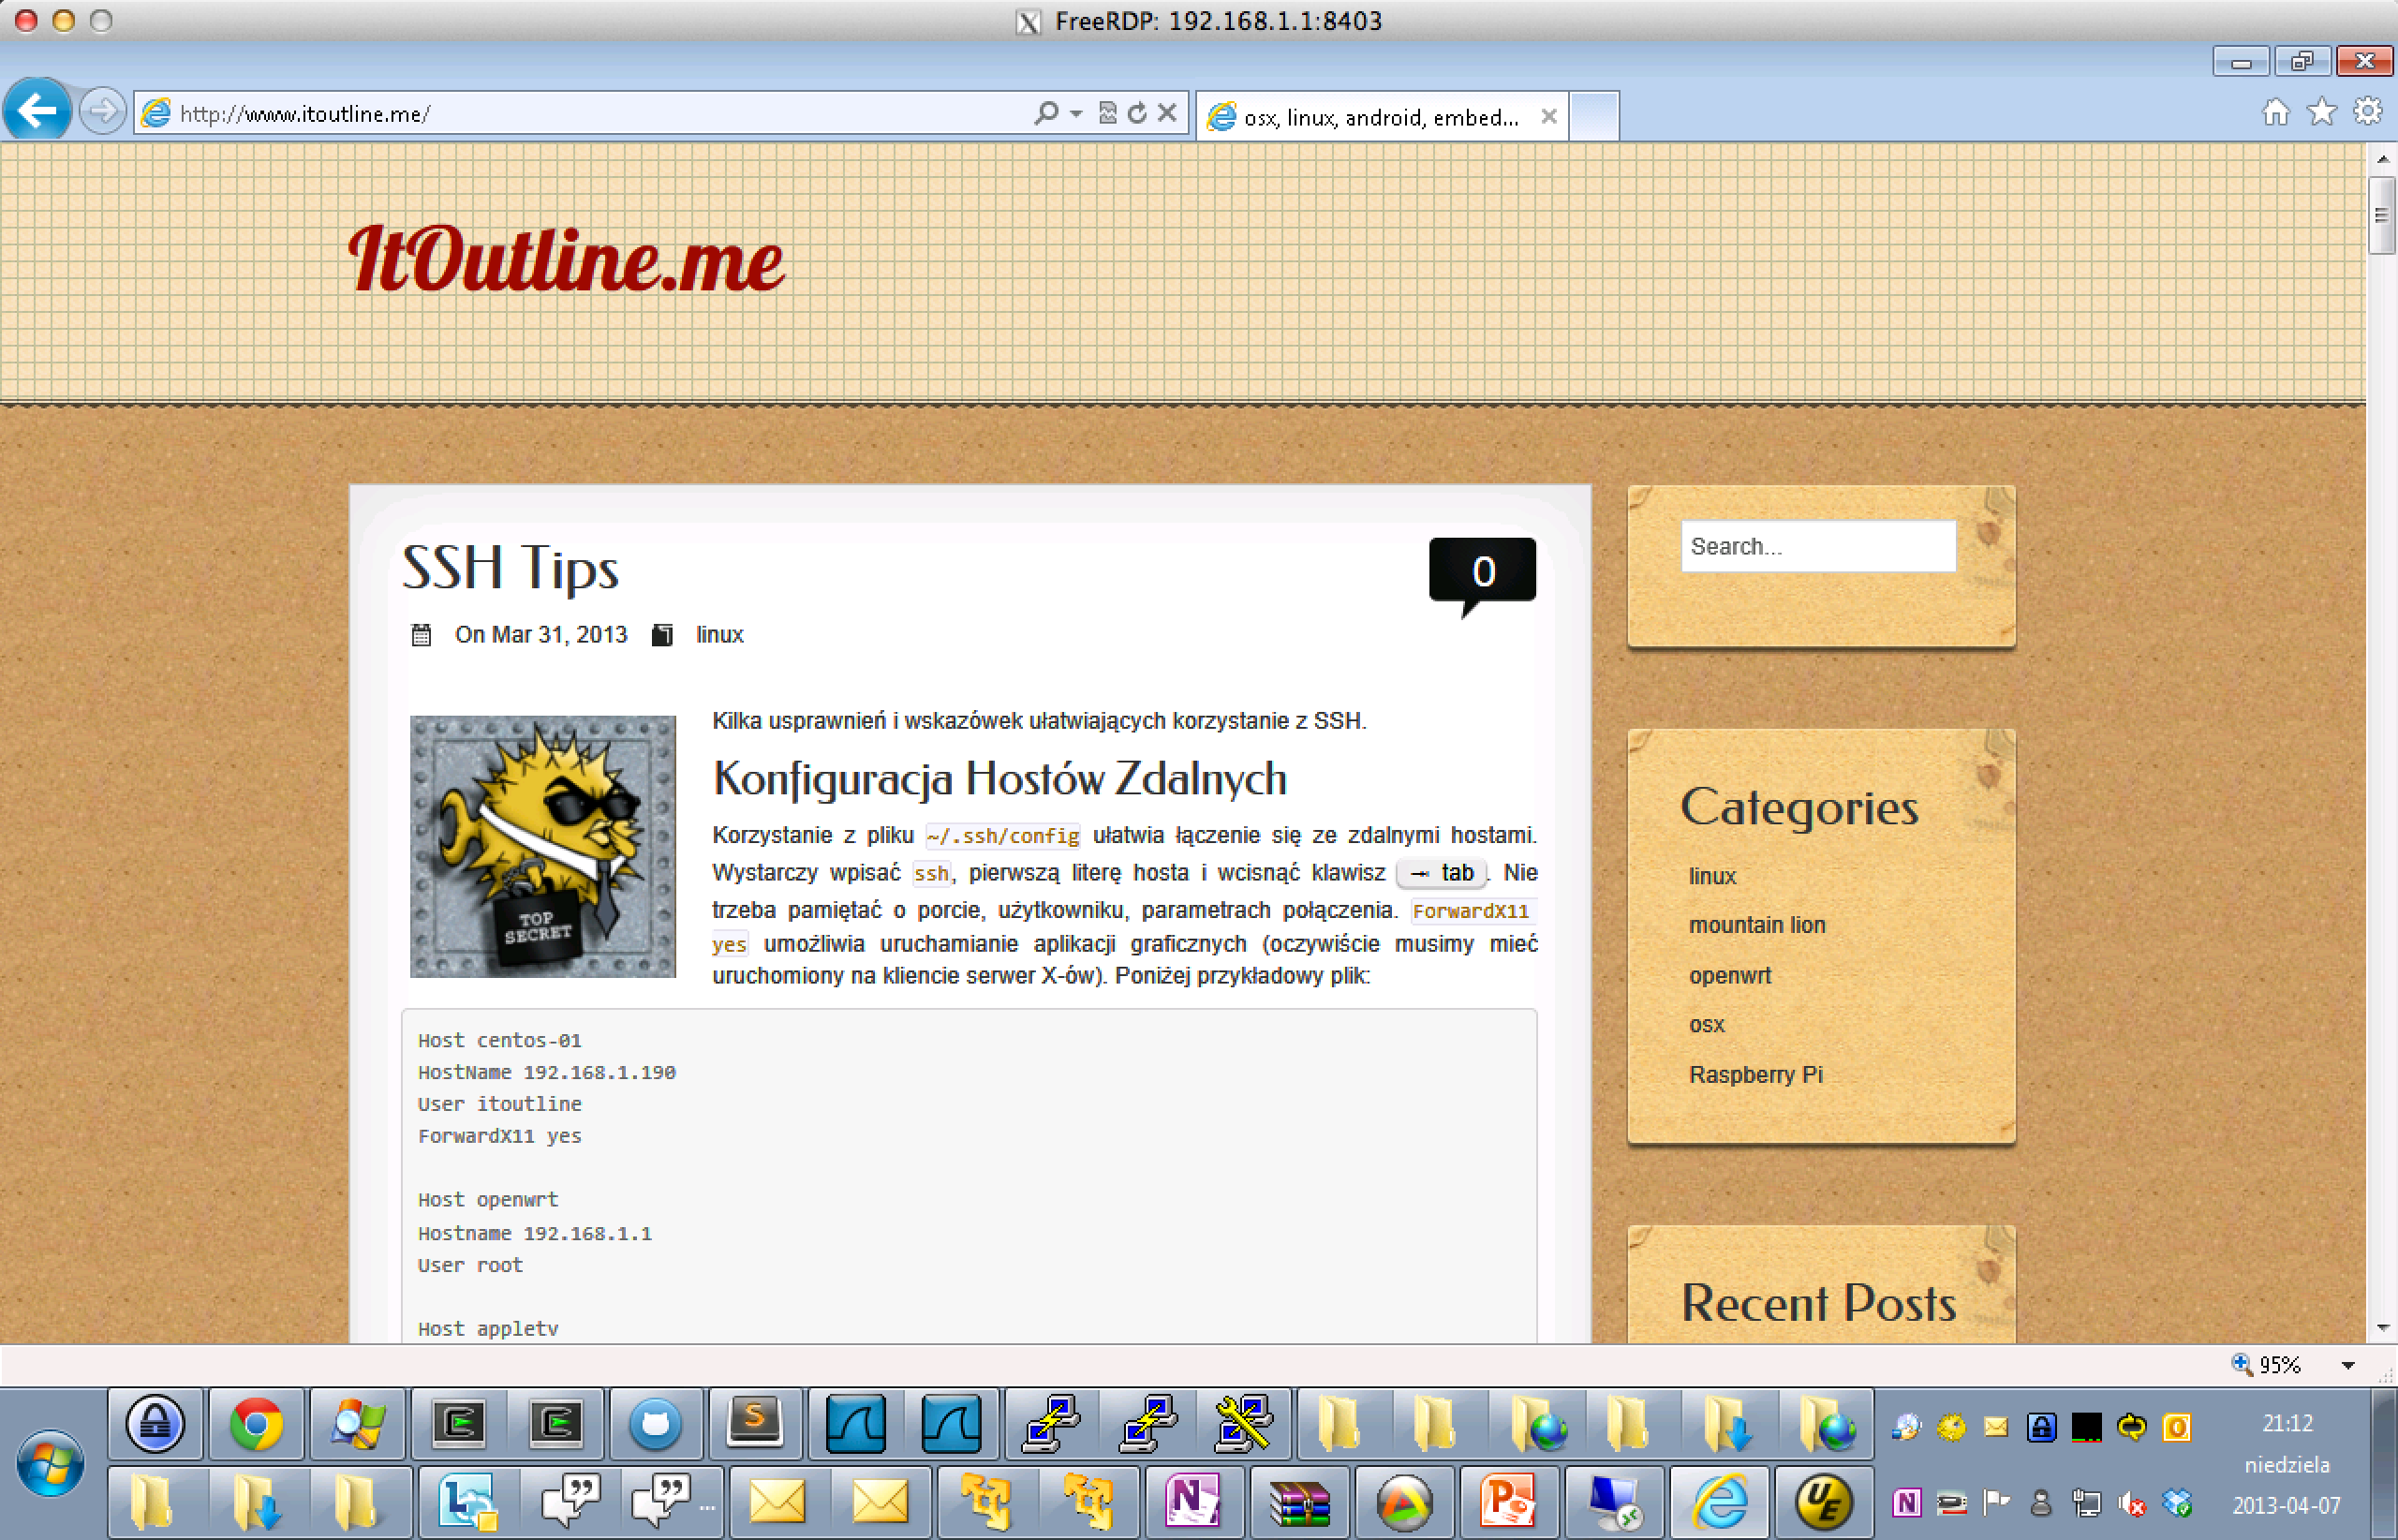 FreeRDP: 192.168.1.1:8403
http://www.itoutline.me/
osx, linux, android, embed...
ItOutline.me
SSH Tips
0
On Mar 31, 2013 linux
Kilka usprawnień i wskazówek ułatwiających korzystanie z SSH.
Konfiguracja Hostów Zdalnych
Korzystanie z pliku ~/.ssh/config ułatwia łączenie się ze zdalnymi hostami.
Wystarczy wpisać ssh, pierwszą literę hosta i wcisnąć klawisz ⇥ tab. Nie
trzeba pamiętać o porcie, użytkowniku, parametrach połączenia. ForwardX11
yes umożliwia uruchamianie aplikacji graficznych (oczywiście musimy mieć
uruchomiony na kliencie serwer X-ów). Poniżej przykładowy plik:
TOP
SECRET
Host centos-01
HostName 192.168.1.190
User itoutline
ForwardX11 yes
Host openwrt
Hostname 192.168.1.1
User root
Host appletv
Search...
Categories
linux
mountain lion
openwrt
osx
Raspberry Pi
Recent Posts
95%
21:12
niedziela
2013-04-07